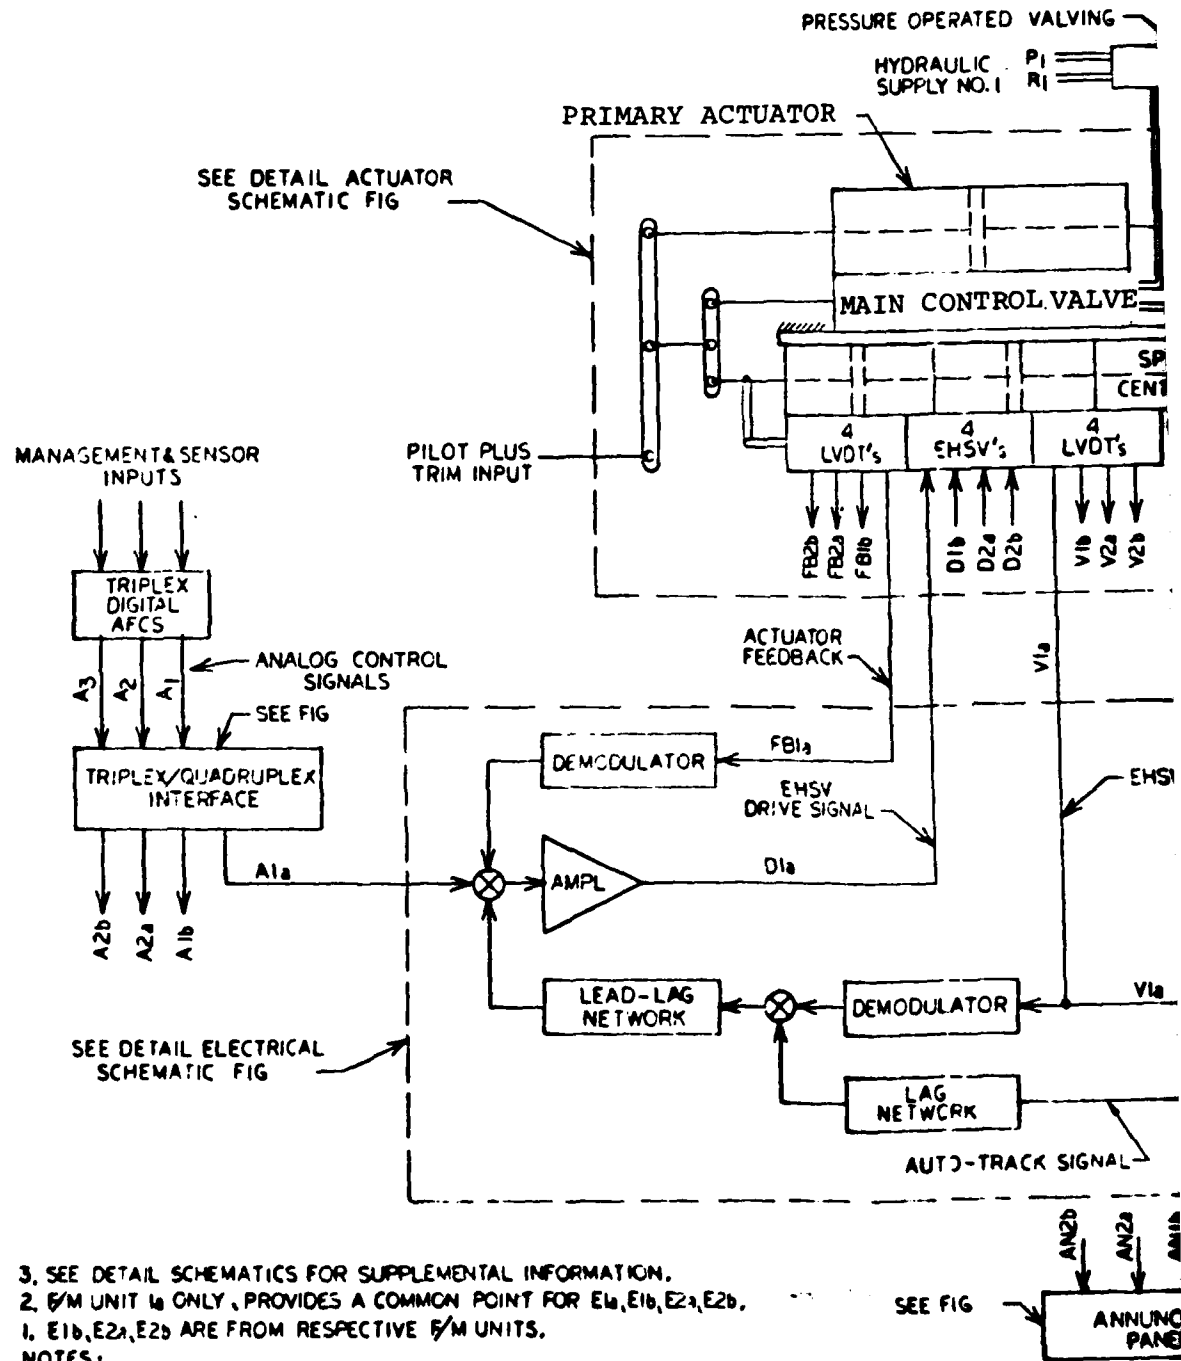 PRESSURE OPERATED VALVING
HYDRAULIC
SUPPLY NO. 1
P1
R1
PRIMARY ACTUATOR
SEE DETAIL ACTUATOR
SCHEMATIC FIG
MAIN CONTROL VALVE
SP
CENT
4
LVDT's
4
EHSV's
4
LVDT's
PILOT PLUS
TRIM INPUT
MANAGEMENT & SENSOR
INPUTS
FB2b
FB2a
FB1b
D1b
D2a
D2b
V1b
V2a
V2b
TRIPLEX
DIGITAL
AFCS
ACTUATOR
FEEDBACK
V1a
ANALOG CONTROL
SIGNALS
A3
A2
A1
SEE FIG
TRIPLEX/QUADRUPLEX
INTERFACE
DEMODULATOR
FB1a
EHSV
DRIVE SIGNAL
EHSV
A1a
AMPL
D1a
A2b
A2a
A1b
LEAD-LAG
NETWORK
DEMODULATOR
V1a
SEE DETAIL ELECTRICAL
SCHEMATIC FIG
LAG
NETWORK
AUTO-TRACK SIGNAL
AN2b
AN2a
AN1b
3. SEE DETAIL SCHEMATICS FOR SUPPLEMENTAL INFORMATION.
2. F/M UNIT 1a ONLY, PROVIDES A COMMON POINT FOR E1a, E1b, E2a, E2b.
1. E1b, E2a, E2b ARE FROM RESPECTIVE F/M UNITS.
NOTES:
SEE FIG
ANNUNC
PANE